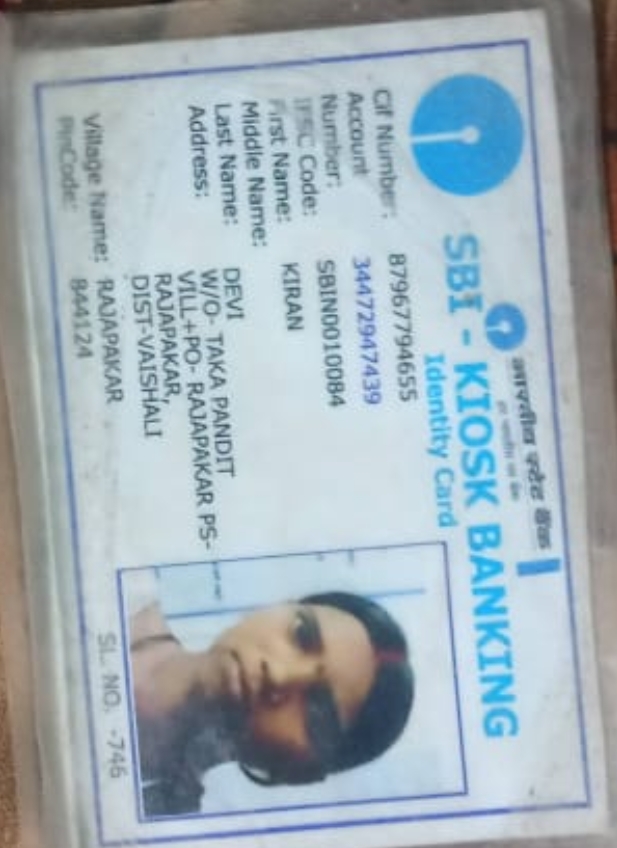 भारतीय स्टेट बैंक
SBI - KIOSK BANKING
Identity Card
Cif Number: 87967794655
Account Number: 34472947439
IFSC Code: SBIN0010084
First Name: KIRAN
Middle Name:
Last Name: DEVI
Address: W/O- TAKA PANDIT
VILL+PO- RAJAPAKAR PS-
RAJAPAKAR,
DIST-VAISHALI
Village Name: RAJAPAKAR
PinCode: 844124
SL. NO. -746